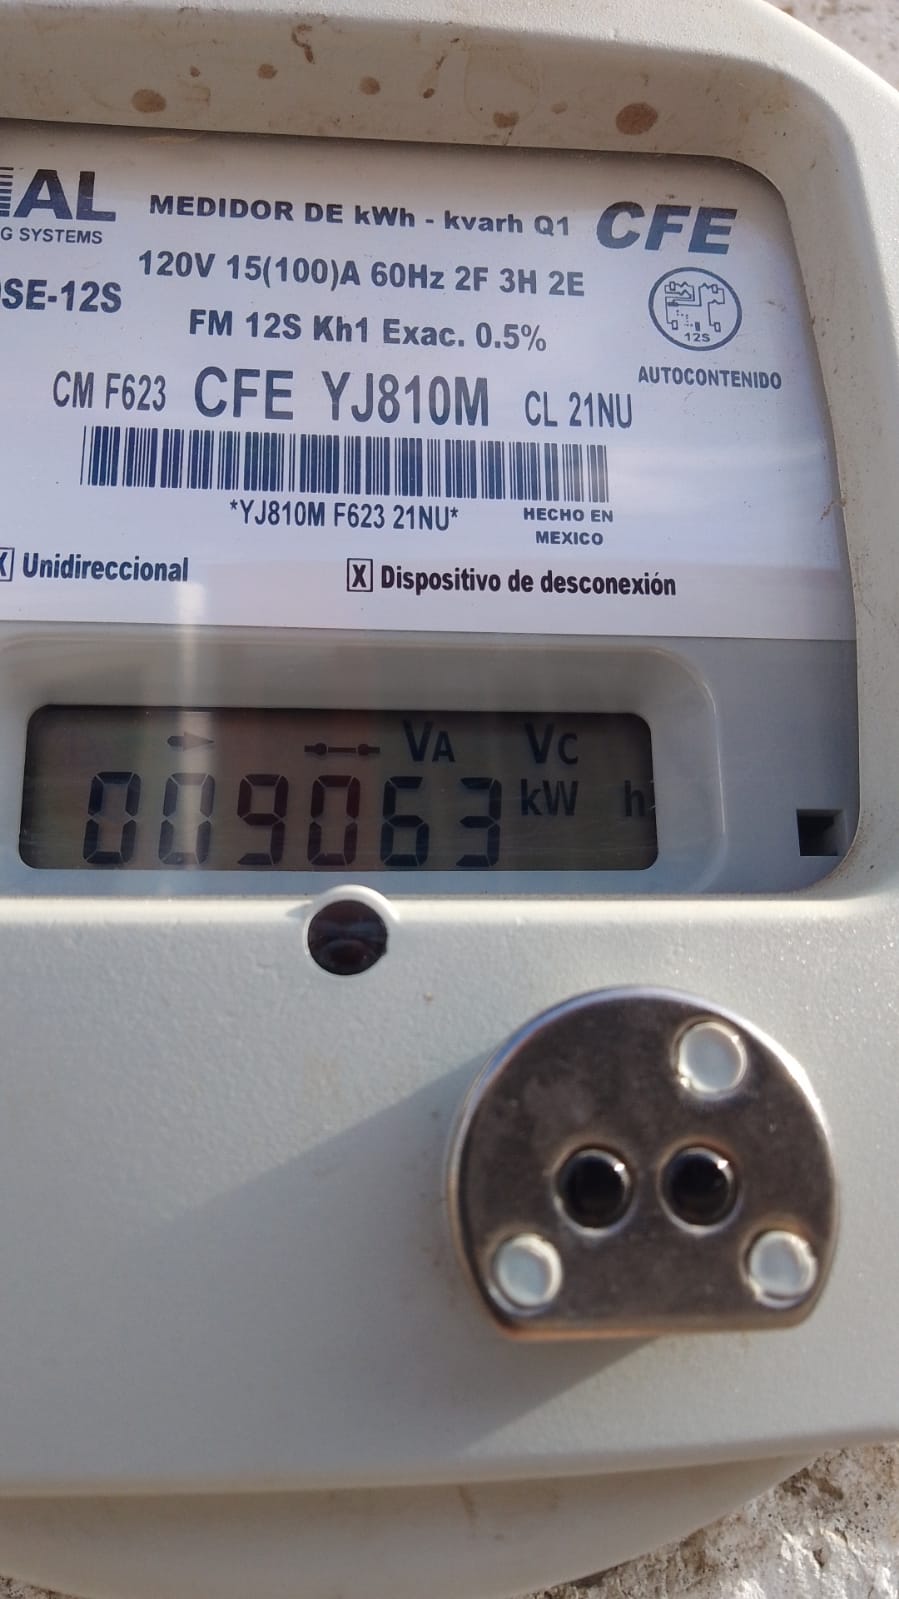 AL
MEDIDOR DE kWh - kvarh Q1
CFE
G SYSTEMS
120V 15(100)A 60Hz 2F 3H 2E
SE-12S
FM 12S Kh1 Exac. 0.5%
12S
AUTOCONTENIDO
CM F623 CFE YJ810M CL 21NU
*YJ810M F623 21NU*
HECHO EN
MEXICO
X Unidireccional
X Dispositivo de desconexión
VA VC
009063 kW h